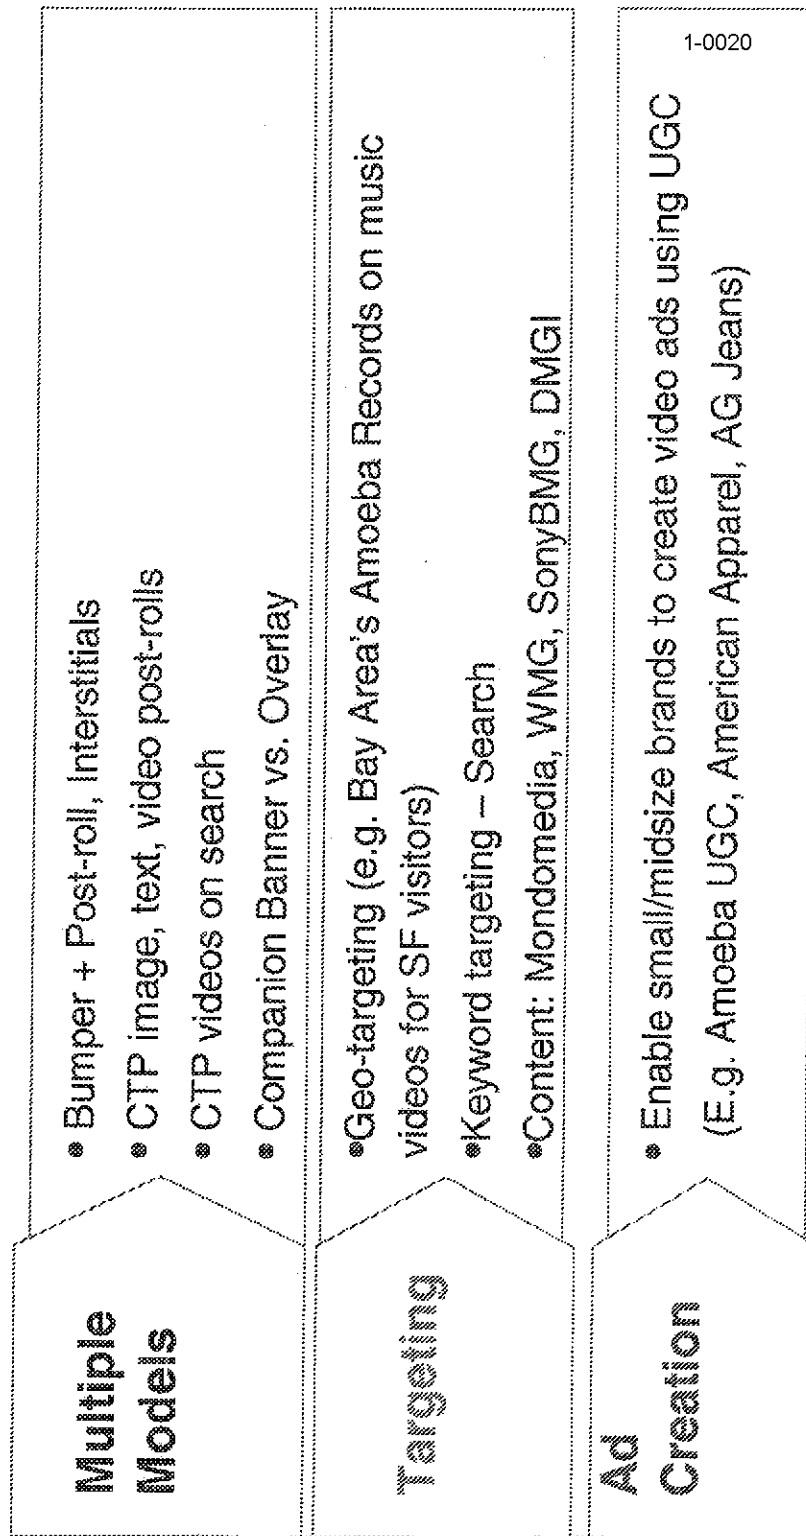 Multiple
Models
• Bumper + Post-roll, Interstitials
• CTP image, text, video post-rolls
• CTP videos on search
• Companion Banner vs. Overlay
Targeting
•Geo-targeting (e.g. Bay Area's Amoeba Records on music
videos for SF visitors)
•Keyword targeting – Search
•Content: Mondomedia, WMG, SonyBMG, DMGI
Ad
Creation
• Enable small/midsize brands to create video ads using UGC
(E.g. Amoeba UGC, American Apparel, AG Jeans)
1-0020